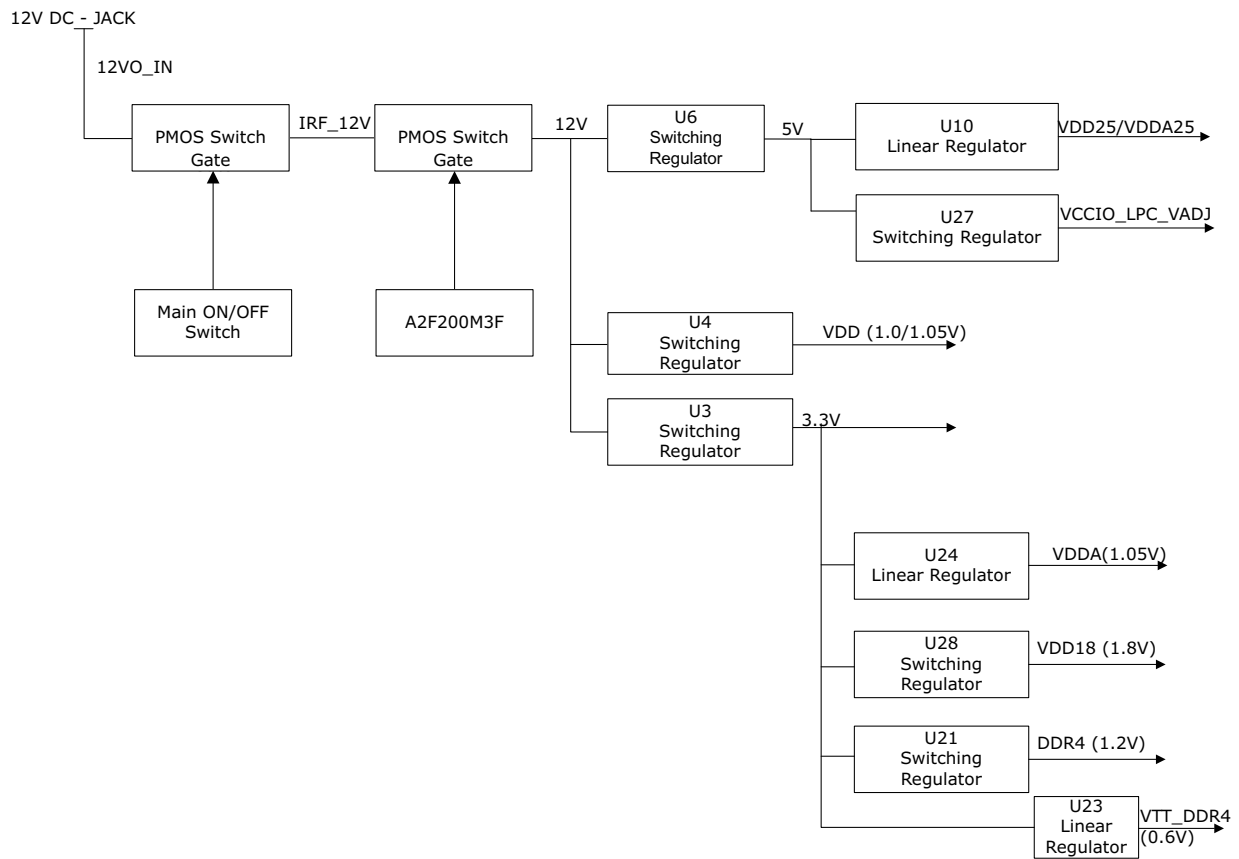 12V DC - JACK
12VO_IN
PMOS Switch
Gate
IRF_12V
PMOS Switch
Gate
12V
U6
Switching
Regulator
5V
U10
Linear Regulator
VDD25/VDDA25
U27
Switching Regulator
VCCIO_LPC_VADJ
Main ON/OFF
Switch
A2F200M3F
U4
Switching
Regulator
VDD (1.0/1.05V)
U3
Switching
Regulator
3.3V
U24
Linear Regulator
VDDA(1.05V)
U28
Switching
Regulator
VDD18 (1.8V)
U21
Switching
Regulator
DDR4 (1.2V)
U23
Linear
Regulator
VTT_DDR4
(0.6V)